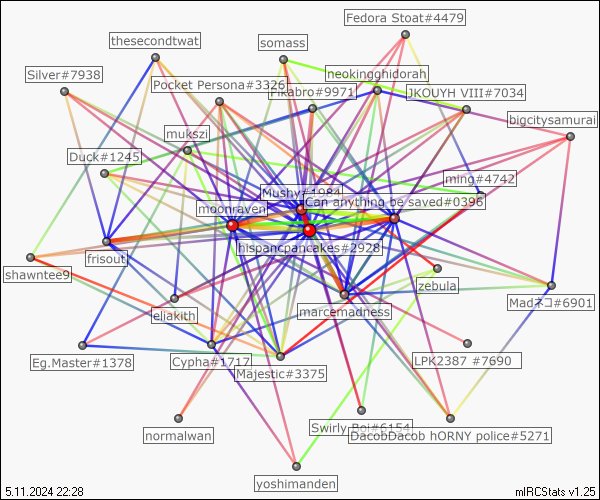 Fedora Stoat#4479
thesecondtwat
somass
Silver#7938
neokingghidorah
Pocket Persona#3326
Pikabro#9971
JKOUYH VIII#7034
bigcitysamurai
mukszi
Duck#1245
ming#4742
Mushy#1984
Can anything be saved#0396
moonraven
hispancpancakes#2928
frisout
shawntee9
zebula
eliakith
marcemadness
Madネコ#6901
Eg.Master#1378
Cypha#1717
LPK2387 #7690
Majestic#3375
normalwan
Swirly Boi#6154
DacobDacob hORNY police#5271
yoshimanden
5.11.2024 22:28
mIRCStats v1.25